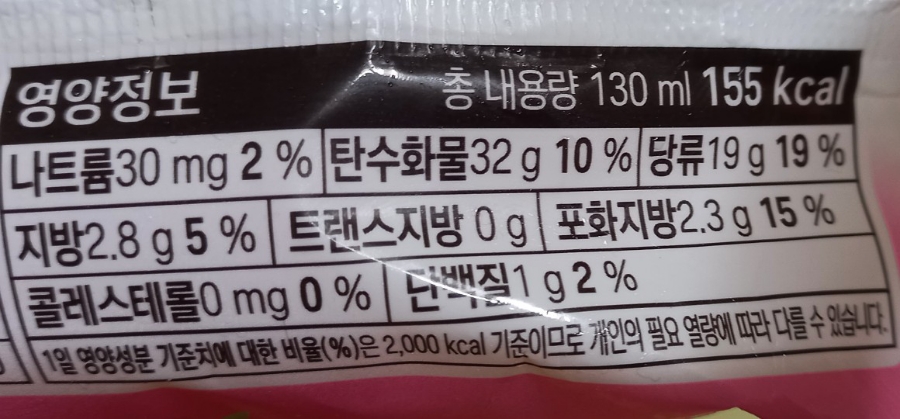 영양정보 총 내용량 130 ml 155 kcal
나트륨30 mg 2 % 탄수화물32 g 10 % 당류19 g 19 %
지방2.8 g 5 % 트랜스지방 0 g 포화지방2.3 g 15 %
콜레스테롤0 mg 0 % 단백질1 g 2 %
1일 영양성분 기준치에 대한 비율(%)은 2,000 kcal 기준이므로 개인의 필요 열량에 따라 다를 수 있습니다.